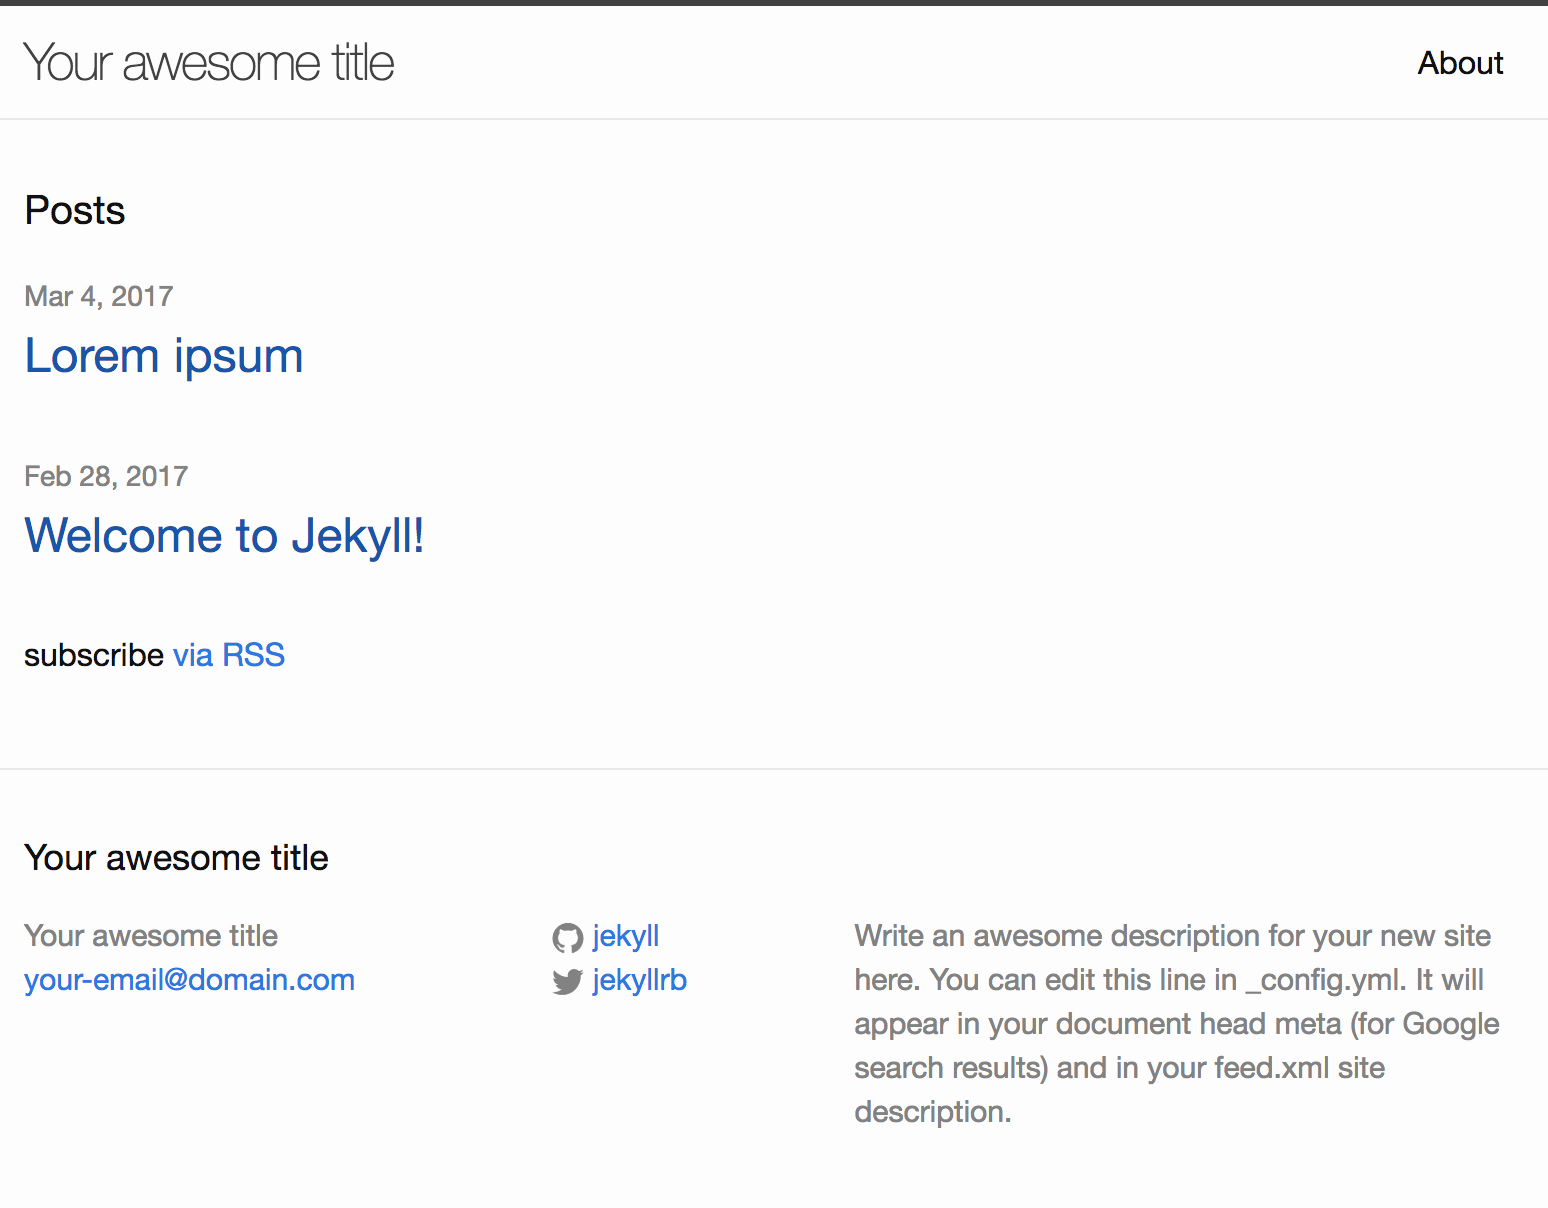 Your awesome title
About
Posts
Mar 4, 2017
Lorem ipsum
Feb 28, 2017
Welcome to Jekyll!
subscribe via RSS
Your awesome title
Your awesome title
your-email@domain.com
jekyll
jekyllrb
Write an awesome description for your new site
here. You can edit this line in _config.yml. It will
appear in your document head meta (for Google
search results) and in your feed.xml site
description.